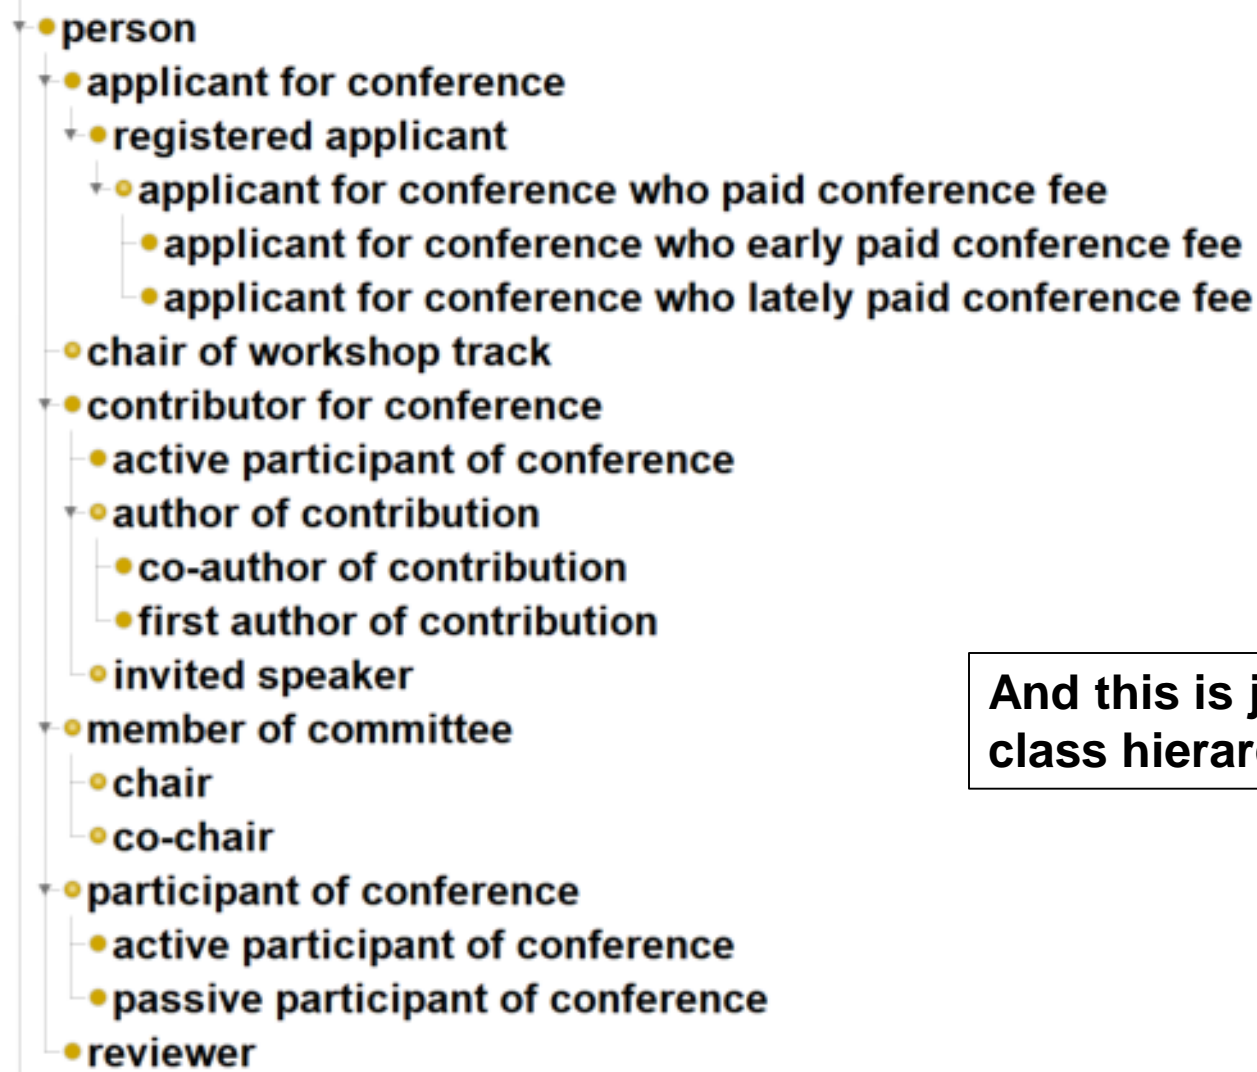 person
applicant for conference
registered applicant
applicant for conference who paid conference fee
applicant for conference who early paid conference fee
applicant for conference who lately paid conference fee
chair of workshop track
contributor for conference
active participant of conference
author of contribution
co-author of contribution
first author of contribution
invited speaker
member of committee
chair
co-chair
participant of conference
active participant of conference
passive participant of conference
reviewer
And this is
class